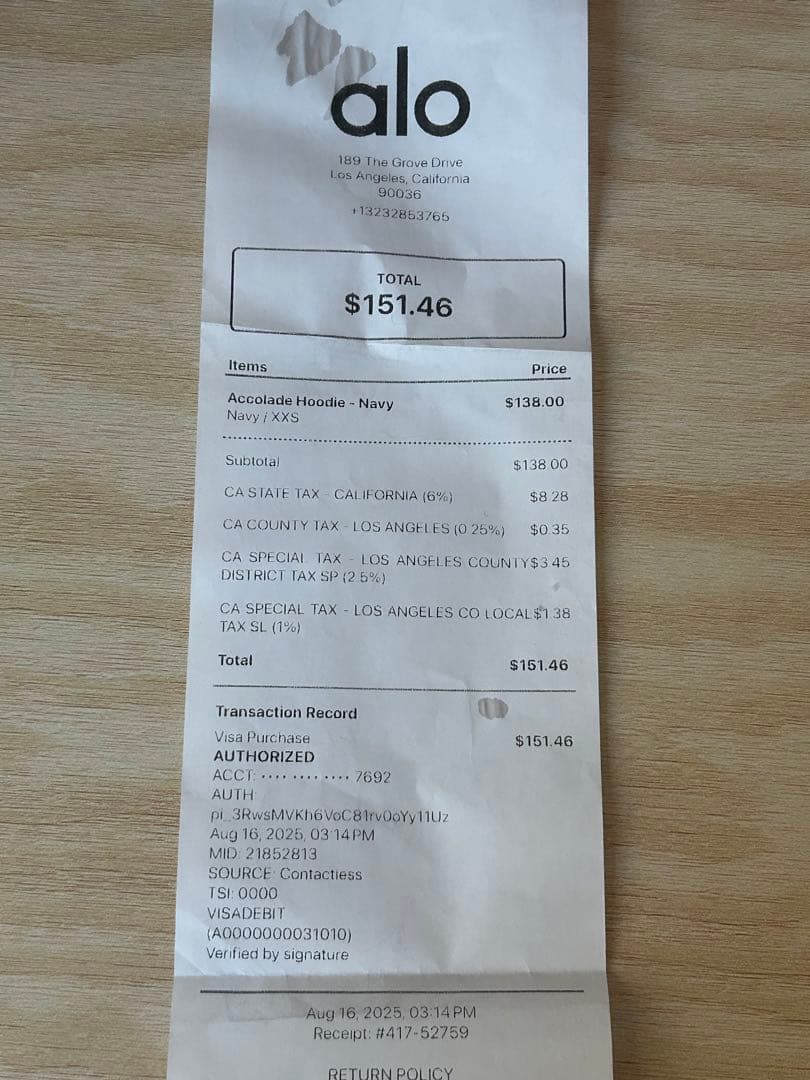 alo
189 The Grove Drive
Los Angeles, California
90036
+13232853765
TOTAL
$151.46
Items Price
Accolade Hoodie - Navy $138.00
Navy / XXS
Subtotal $138.00
CA STATE TAX - CALIFORNIA (6%) $8.28
CA COUNTY TAX - LOS ANGELES (0.25%) $0.35
CA SPECIAL TAX - LOS ANGELES COUNTY $3.45
DISTRICT TAX SP (2.5%)
CA SPECIAL TAX - LOS ANGELES CO LOCAL $1.38
TAX SL (1%)
Total $151.46
Transaction Record
Visa Purchase $151.46
AUTHORIZED
ACCT: •••• •••• •••• 7692
AUTH:
pi_3RwsMVKh6VoC81rv0oYy11Uz
Aug 16, 2025, 03:14 PM
MID: 21852813
SOURCE: Contactless
TSI: 0000
VISADEBIT
(A0000000031010)
Verified by signature
Aug 16, 2025, 03:14 PM
Receipt: #417-52759
RETURN POLICY